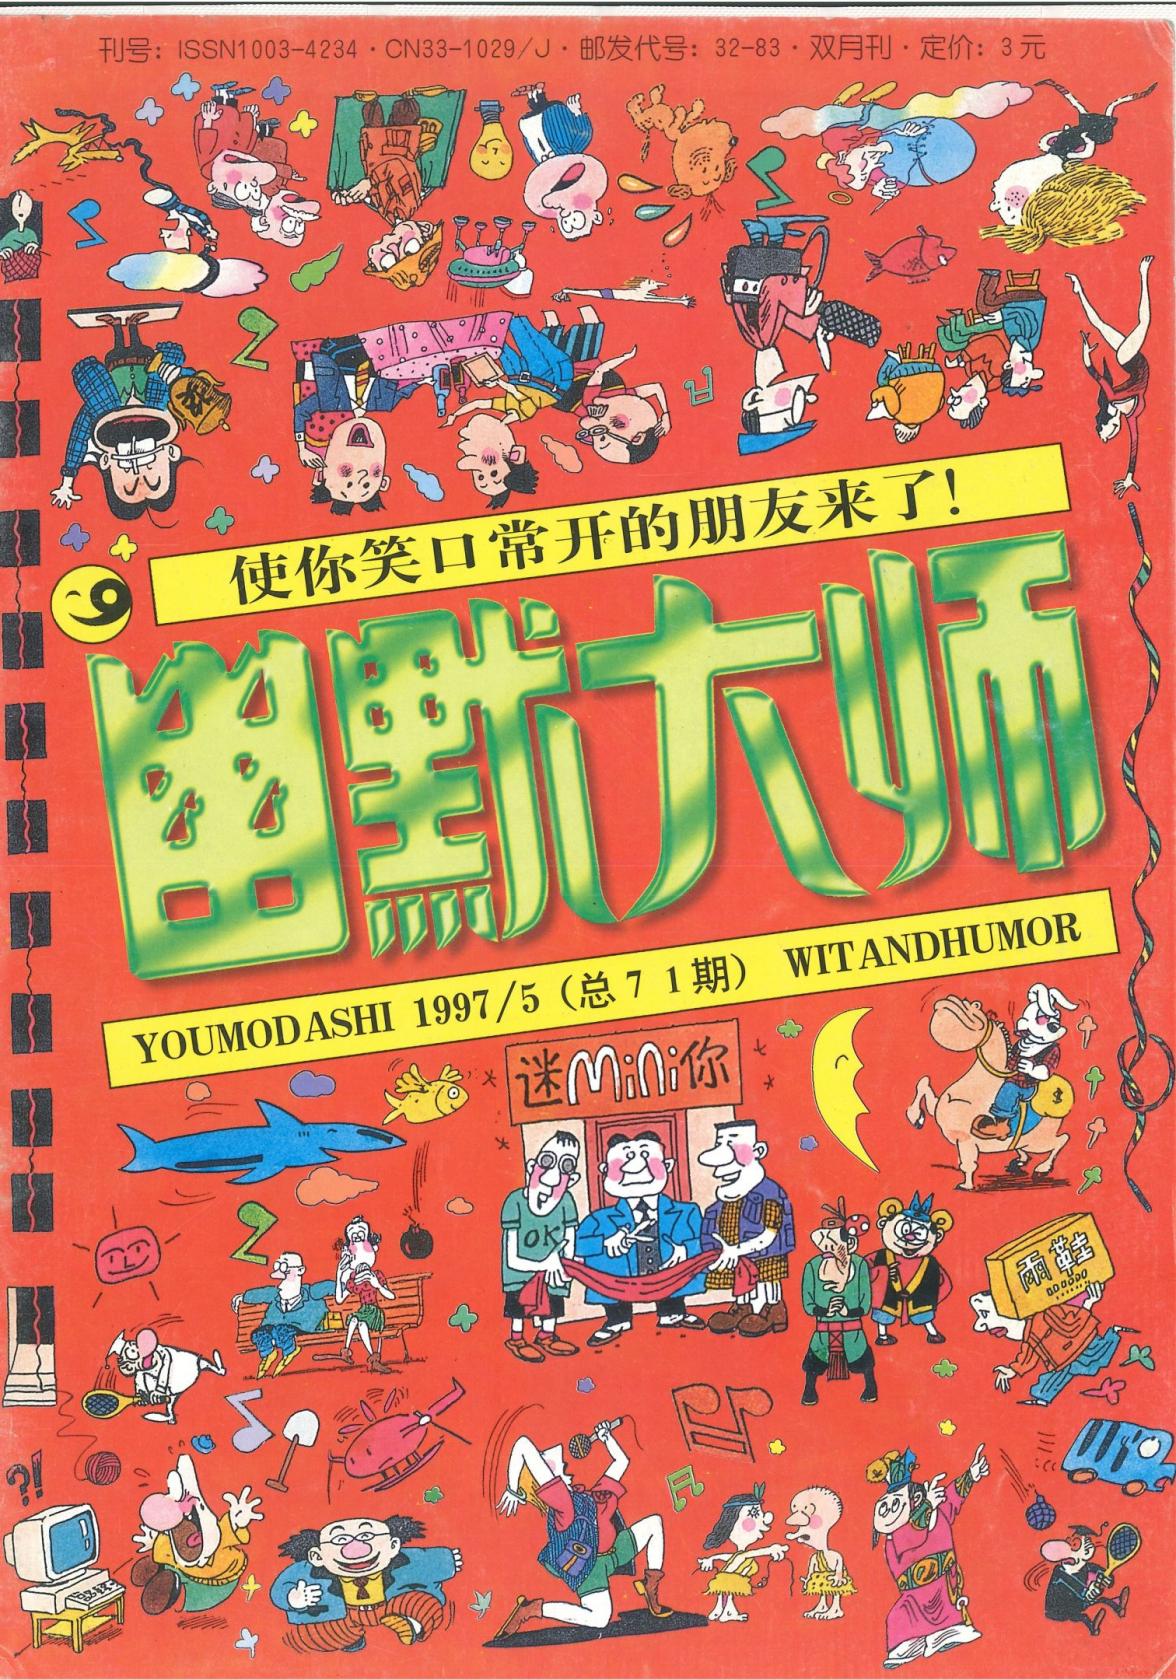 刊号：ISSN1003-4234·CN33-1029/J·邮发代号：32-83·双月刊·定价：3元
使你笑口常开的朋友来了！
幽默大师
YOUMODASHI 1997/5（总71期） WITANDHUMOR
迷Mini你
OK
雨鞋
$
?!